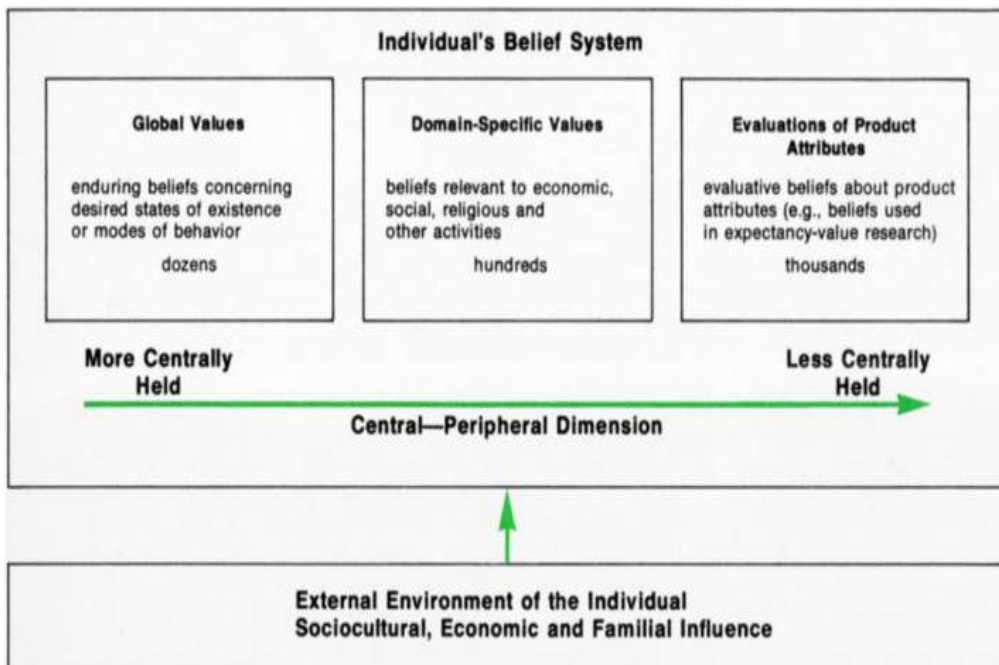 Individual's Belief System
Global Values
enduring beliefs concerning
desired states of existence
or modes of behavior
dozens
Domain-Specific Values
beliefs relevant to economic,
social, religious and
other activities
hundreds
Evaluations of Product
Attributes
evaluative beliefs about product
attributes (e.g., beliefs used
in expectancy-value research)
thousands
More Centrally
Held
Less Centrally
Held
Central—Peripheral Dimension
External Environment of the Individual
Sociocultural, Economic and Familial Influence